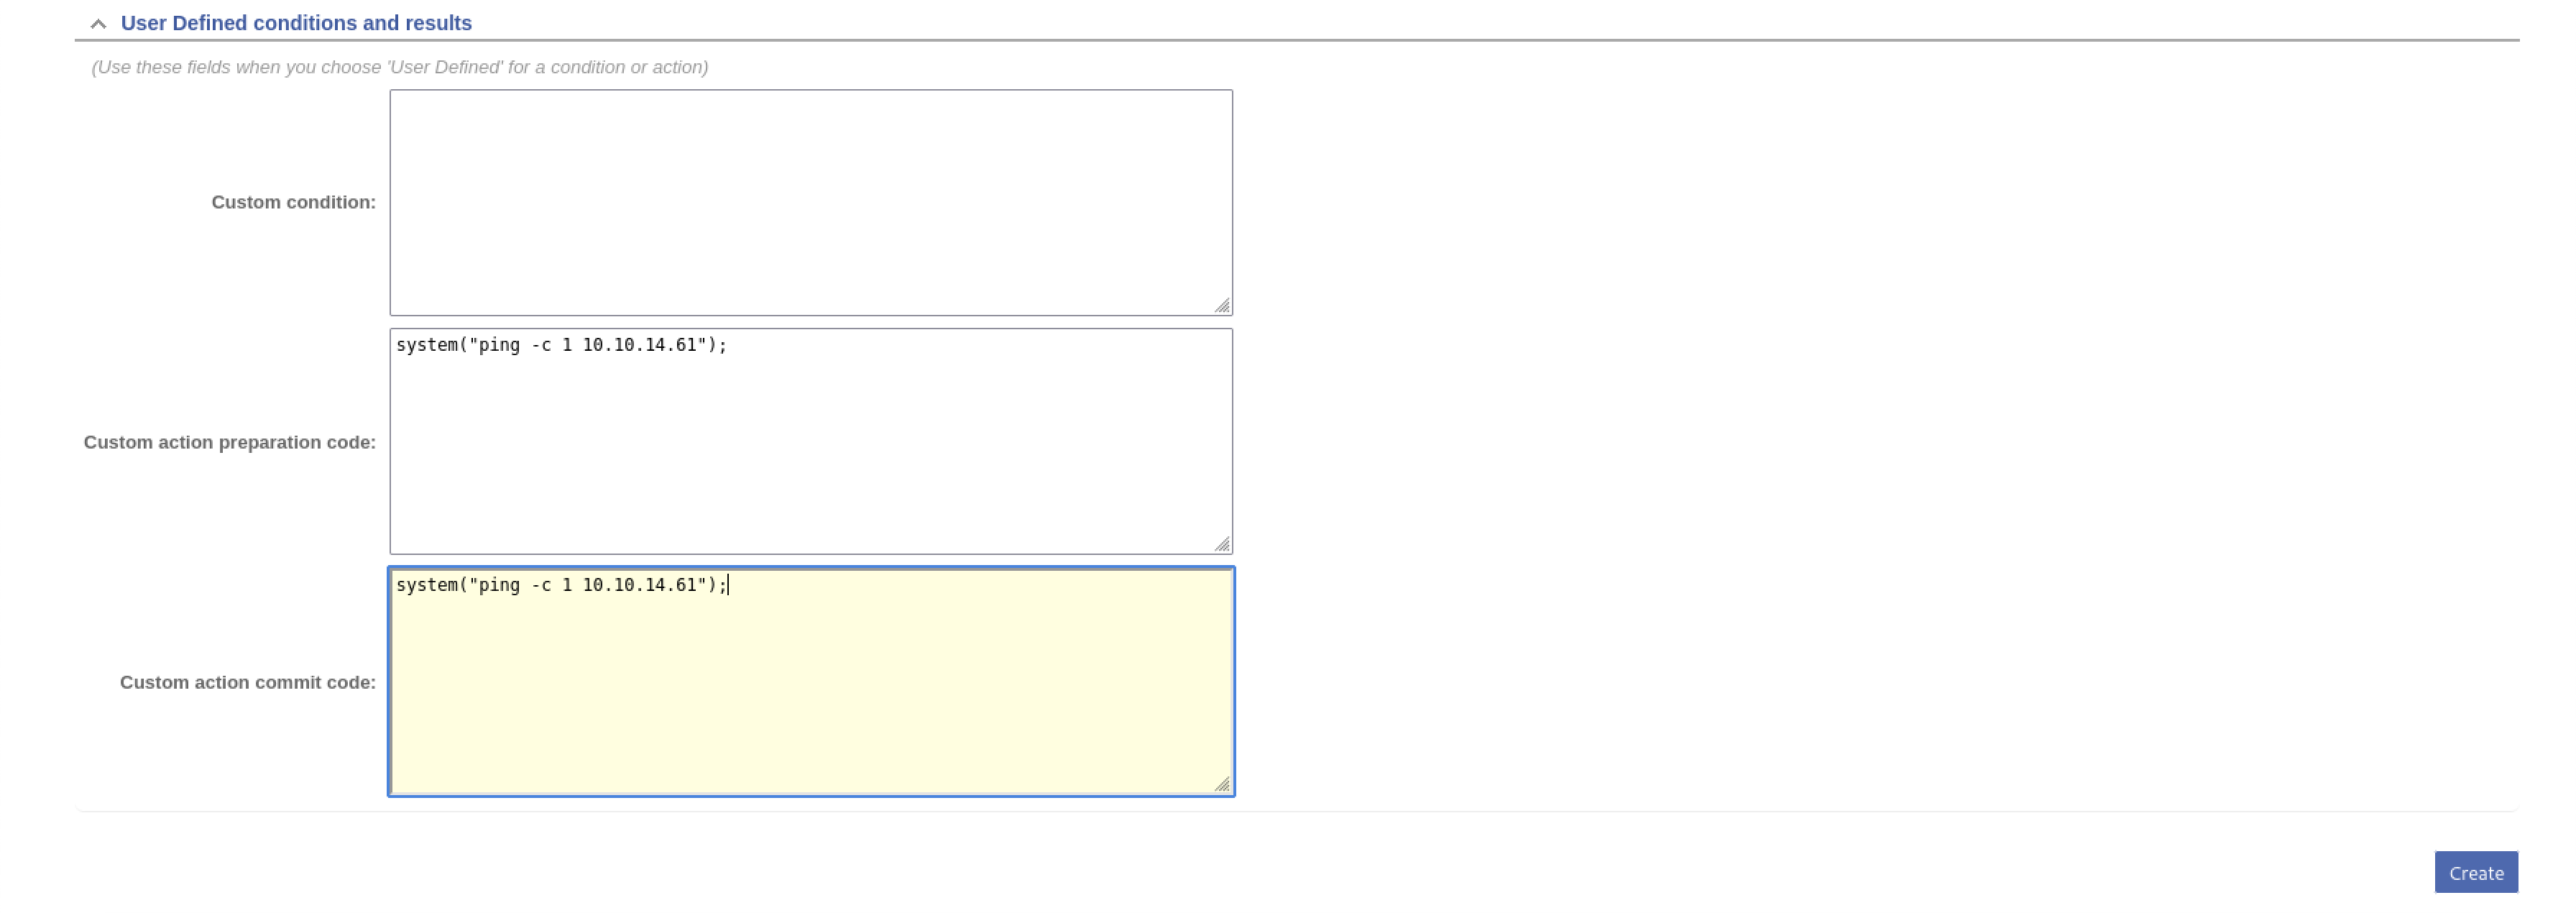 User Defined conditions and results
(Use these fields when you choose 'User Defined' for a condition or action)
Custom condition:
system("ping -c 1 10.10.14.61");
Custom action preparation code:
system("ping -c 1 10.10.14.61");
Custom action commit code:
Create